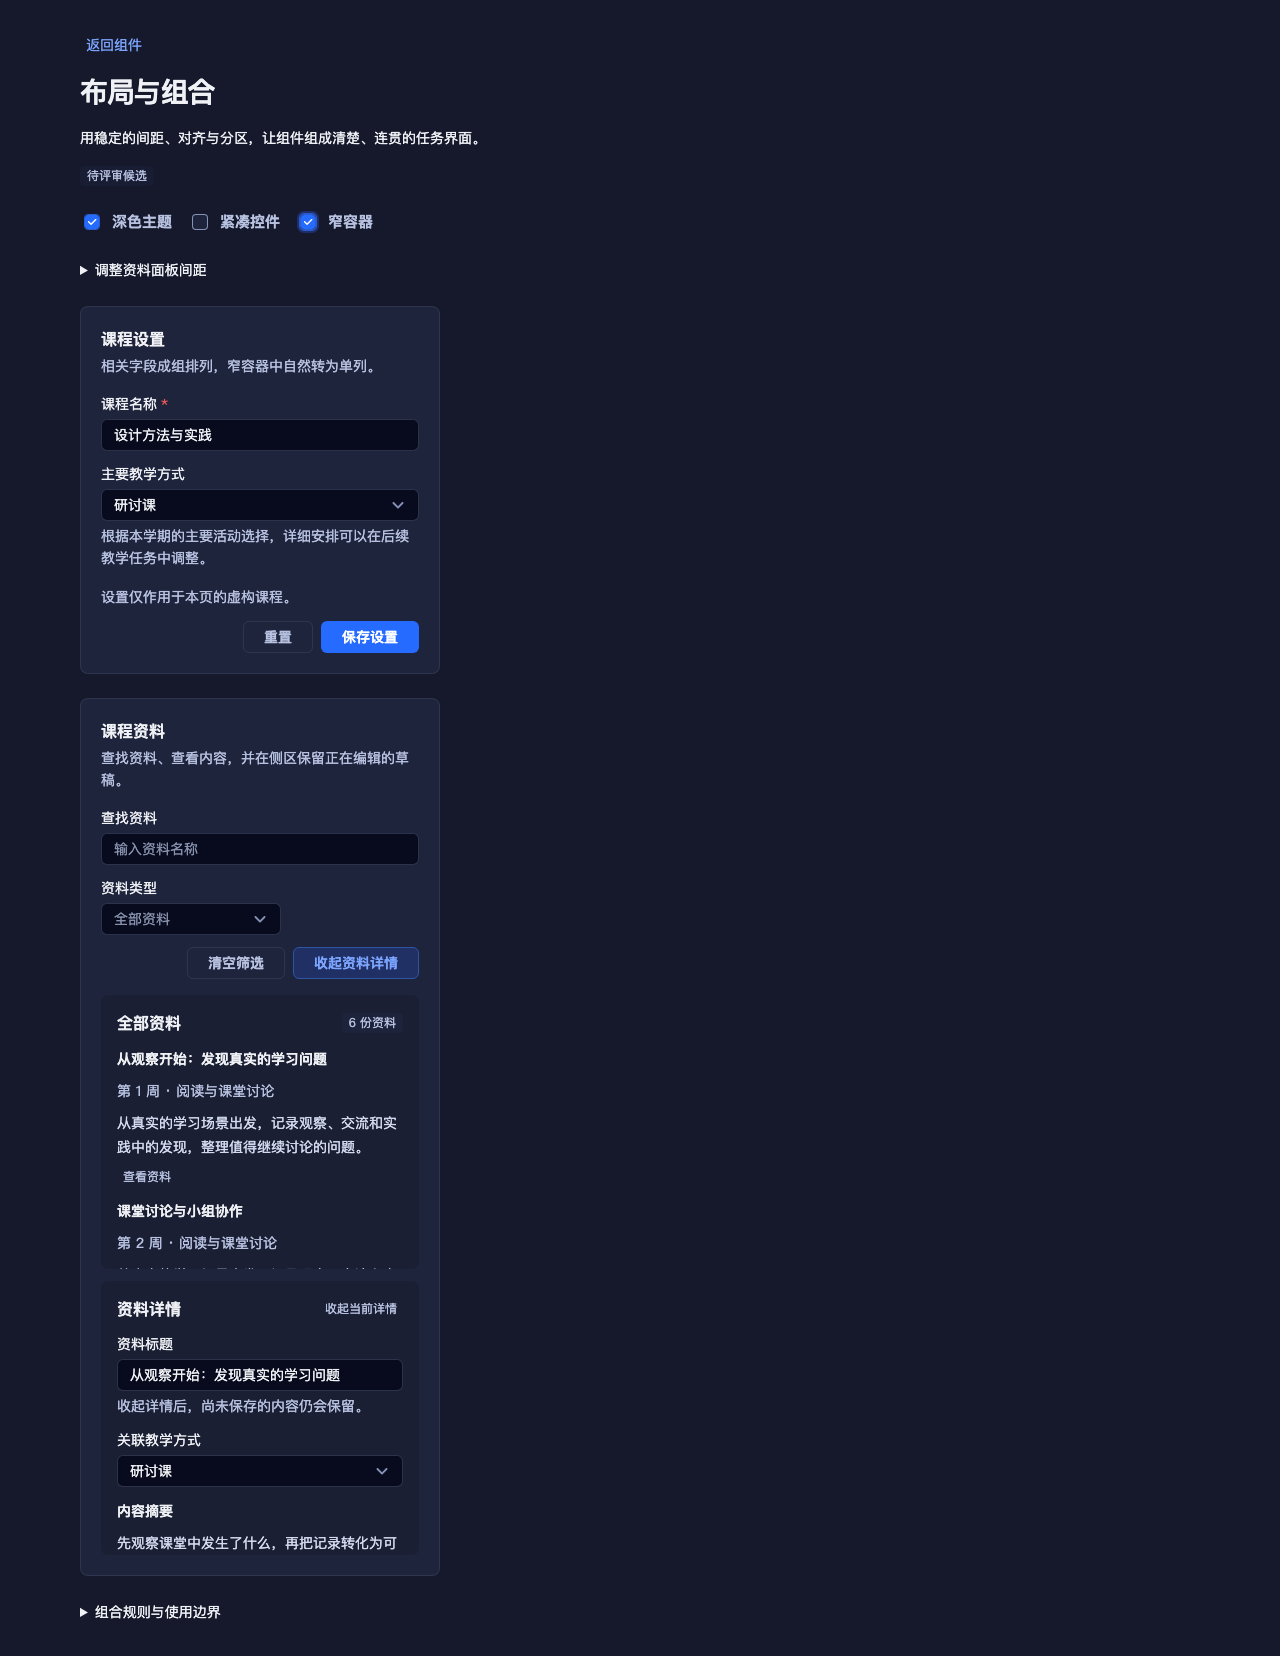 返回组件
布局与组合
用稳定的间距、对齐与分区，让组件组成清楚、连贯的任务界面。
待评审候选
深色主题 紧凑控件 窄容器
调整资料面板间距
课程设置
相关字段成组排列，窄容器中自然转为单列。
课程名称 *
设计方法与实践
主要教学方式
研讨课
根据本学期的主要活动选择，详细安排可以在后续
教学任务中调整。
设置仅作用于本页的虚构课程。
重置 保存设置
课程资料
查找资料、查看内容，并在侧区保留正在编辑的草
稿。
查找资料
输入资料名称
资料类型
全部资料
清空筛选 收起资料详情
全部资料 6 份资料
从观察开始：发现真实的学习问题
第 1 周 · 阅读与课堂讨论
从真实的学习场景出发，记录观察、交流和实
践中的发现，整理值得继续讨论的问题。
查看资料
课堂讨论与小组协作
第 2 周 · 阅读与课堂讨论
资料详情 收起当前详情
资料标题
从观察开始：发现真实的学习问题
收起详情后，尚未保存的内容仍会保留。
关联教学方式
研讨课
内容摘要
先观察课堂中发生了什么，再把记录转化为可
组合规则与使用边界